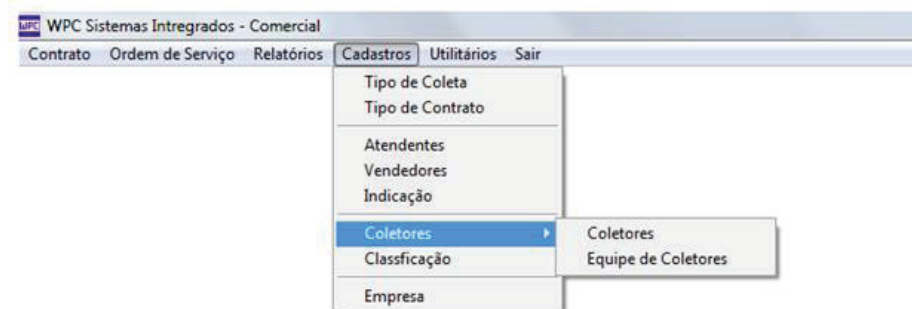 WPC WPC Sistemas Intregrados - Comercial
Contrato Ordem de Serviço Relatórios Cadastros Utilitários Sair
Tipo de Coleta
Tipo de Contrato
Atendentes
Vendedores
Indicação
Coletores Coletores
Classficação Equipe de Coletores
Empresa